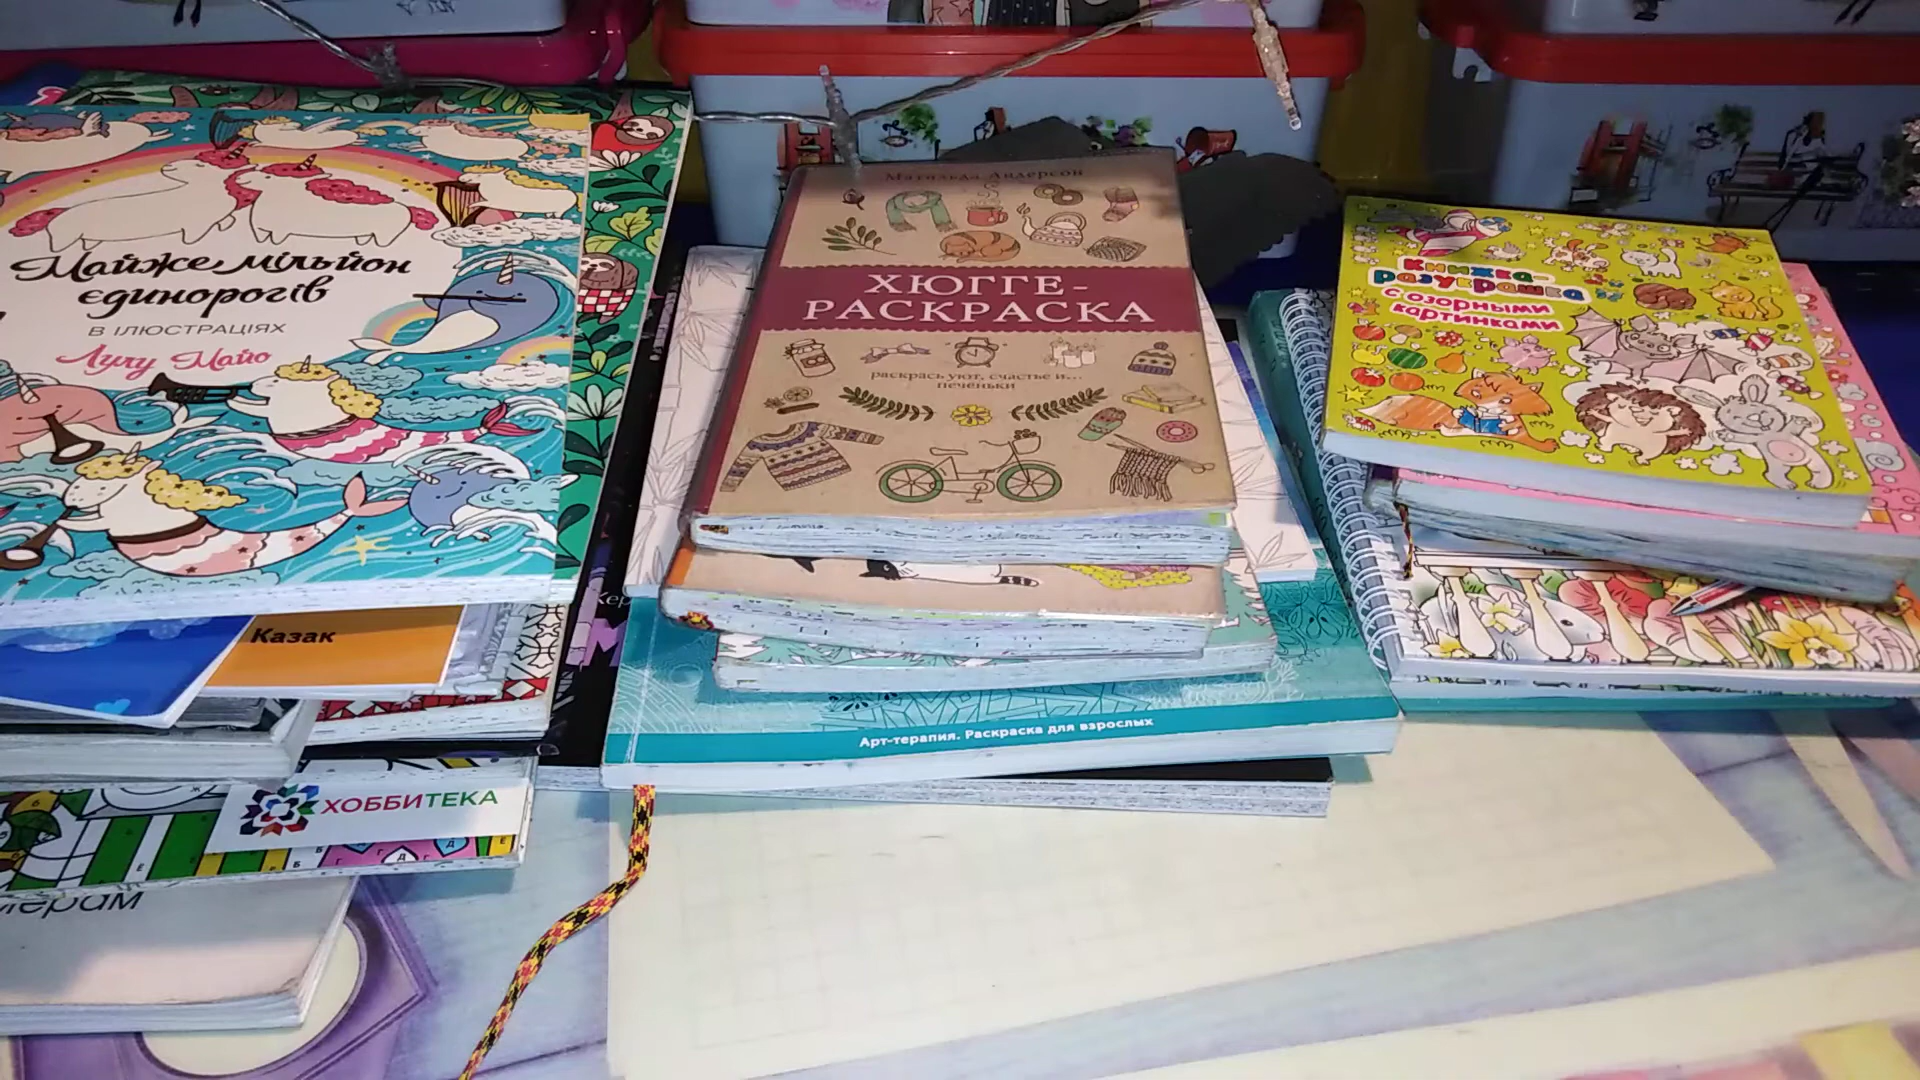 Майже мільйон
єдинорогів
В ІЛЮСТРАЦІЯХ
Лулу Майо
Казак
ХОББИТЕКА
Матильда Андерсон
ХЮГГЕ-
РАСКРАСКА
раскрась уют, счастье и...
печеньки
Арт-терапия. Раскраска для взрослых
Книжка-
разукрашка
с озорными
картинками